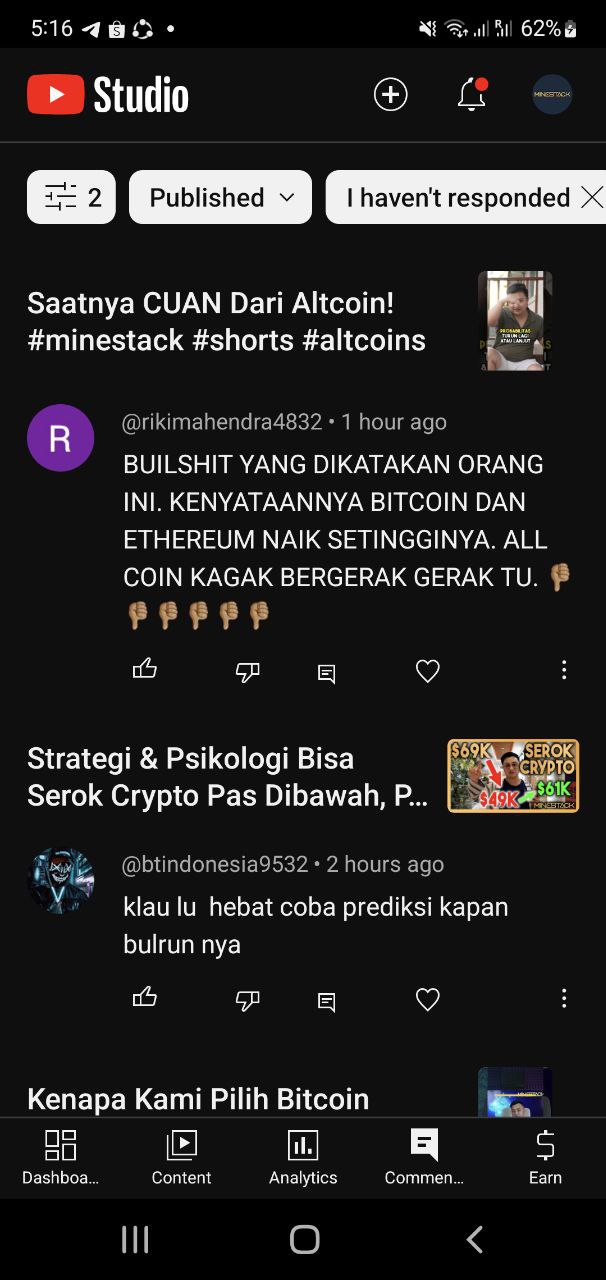 5:16
62%
Studio
MINESTACK
2
Published
I haven't responded
Saatnya CUAN Dari Altcoin!
#minestack #shorts #altcoins
PROBABILITAS
TURUN LAGI
ATAU LANJUT
R
@rikimahendra4832 • 1 hour ago
BUILSHIT YANG DIKATAKAN ORANG
INI. KENYATAANNYA BITCOIN DAN
ETHEREUM NAIK SETINGGINYA. ALL
COIN KAGAK BERGERAK GERAK TU. 👎🏽
👎🏽👎🏽👎🏽👎🏽👎🏽
Strategi & Psikologi Bisa
Serok Crypto Pas Dibawah, P...
$69K
SEROK
CRYPTO
$49K
$61K
MINESTACK
@btindonesia9532 • 2 hours ago
klau lu hebat coba prediksi kapan
bulrun nya
Kenapa Kami Pilih Bitcoin
MINESTACK
Dashboa...
Content
Analytics
Commen...
Earn